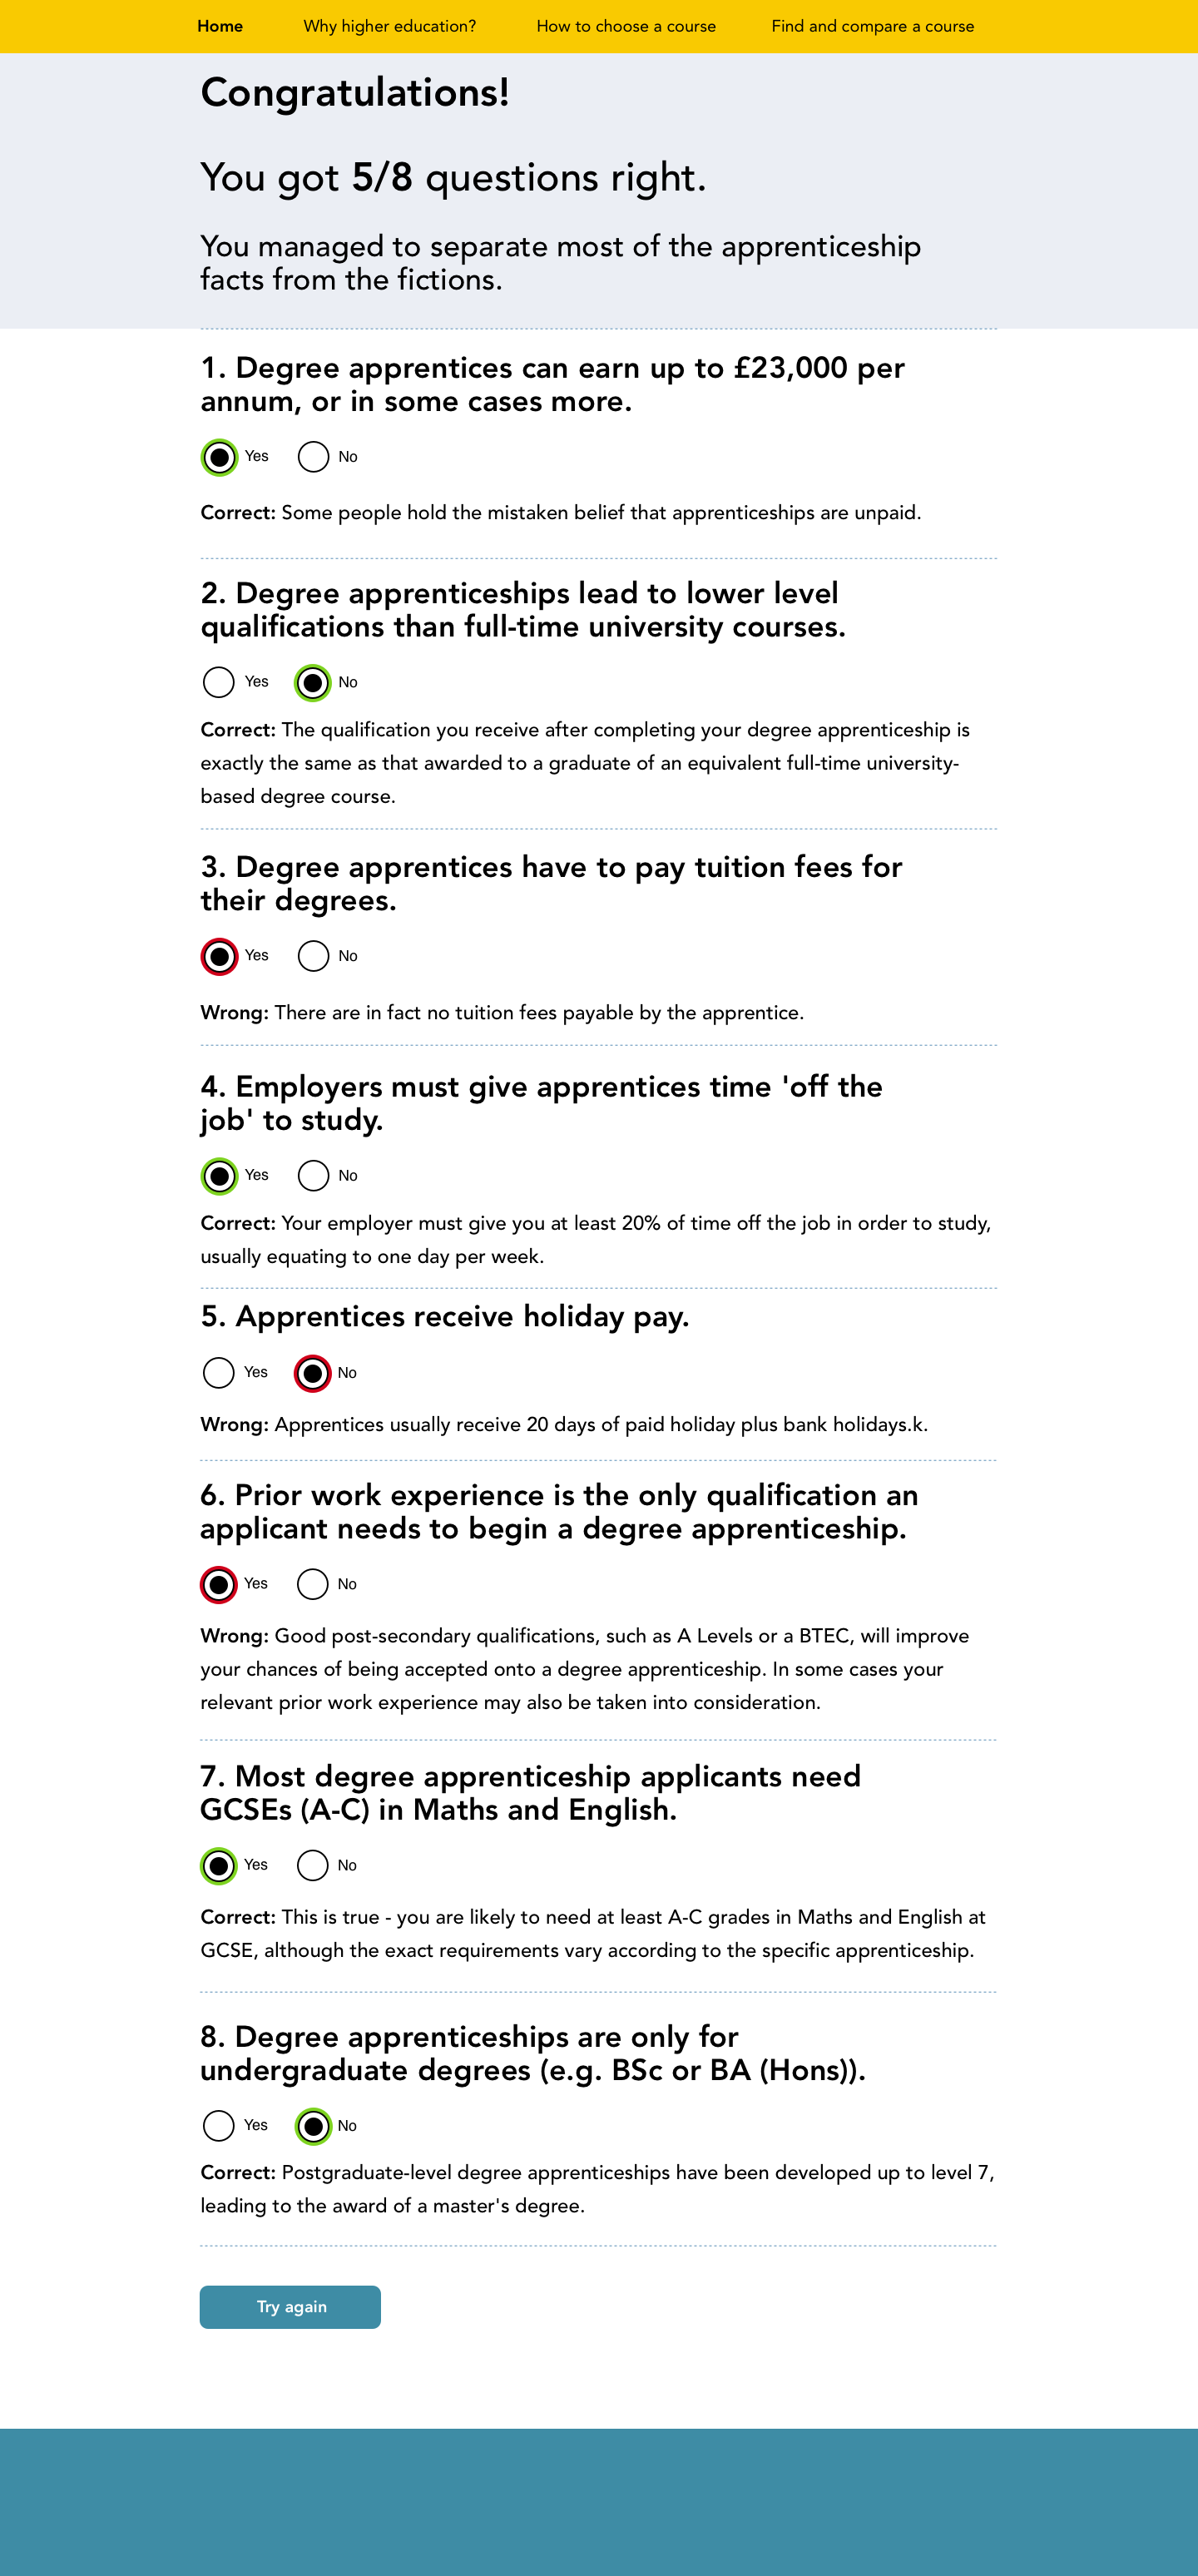 Home Why higher education? How to choose a course Find and compare a course
Congratulations!
You got 5/8 questions right.
You managed to separate most of the apprenticeship
facts from the fictions.
1. Degree apprentices can earn up to £23,000 per
annum, or in some cases more.
Yes No
Correct: Some people hold the mistaken belief that apprenticeships are unpaid.
2. Degree apprenticeships lead to lower level
qualifications than full-time university courses.
Yes No
Correct: The qualification you receive after completing your degree apprenticeship is
exactly the same as that awarded to a graduate of an equivalent full-time university-
based degree course.
3. Degree apprentices have to pay tuition fees for
their degrees.
Yes No
Wrong: There are in fact no tuition fees payable by the apprentice.
4. Employers must give apprentices time 'off the
job' to study.
Yes No
Correct: Your employer must give you at least 20% of time off the job in order to study,
usually equating to one day per week.
5. Apprentices receive holiday pay.
Yes No
Wrong: Apprentices usually receive 20 days of paid holiday plus bank holidays.k.
6. Prior work experience is the only qualification an
applicant needs to begin a degree apprenticeship.
Yes No
Wrong: Good post-secondary qualifications, such as A Levels or a BTEC, will improve
your chances of being accepted onto a degree apprenticeship. In some cases your
relevant prior work experience may also be taken into consideration.
7. Most degree apprenticeship applicants need
GCSEs (A-C) in Maths and English.
Yes No
Correct: This is true - you are likely to need at least A-C grades in Maths and English at
GCSE, although the exact requirements vary according to the specific apprenticeship.
8. Degree apprenticeships are only for
undergraduate degrees (e.g. BSc or BA (Hons)).
Yes No
Correct: Postgraduate-level degree apprenticeships have been developed up to level 7,
leading to the award of a master's degree.
Try again